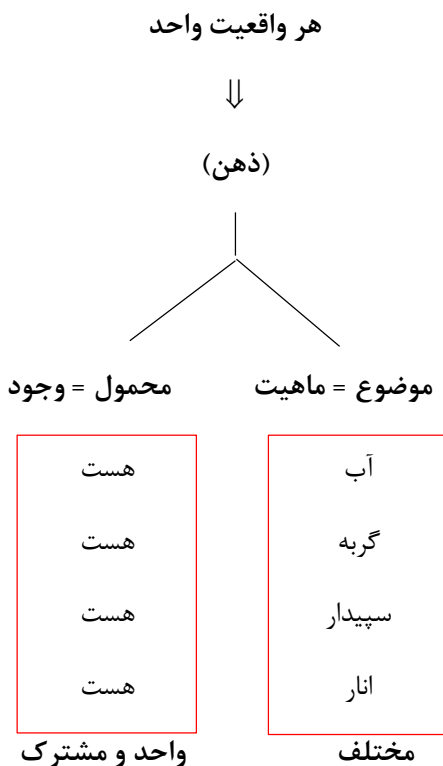 هر واقعیت واحد
⇓
(ذهن)
موضوع = ماهیت محمول = وجود
آب هست
گربه هست
سپیدار هست
انار هست
مختلف واحد و مشترک